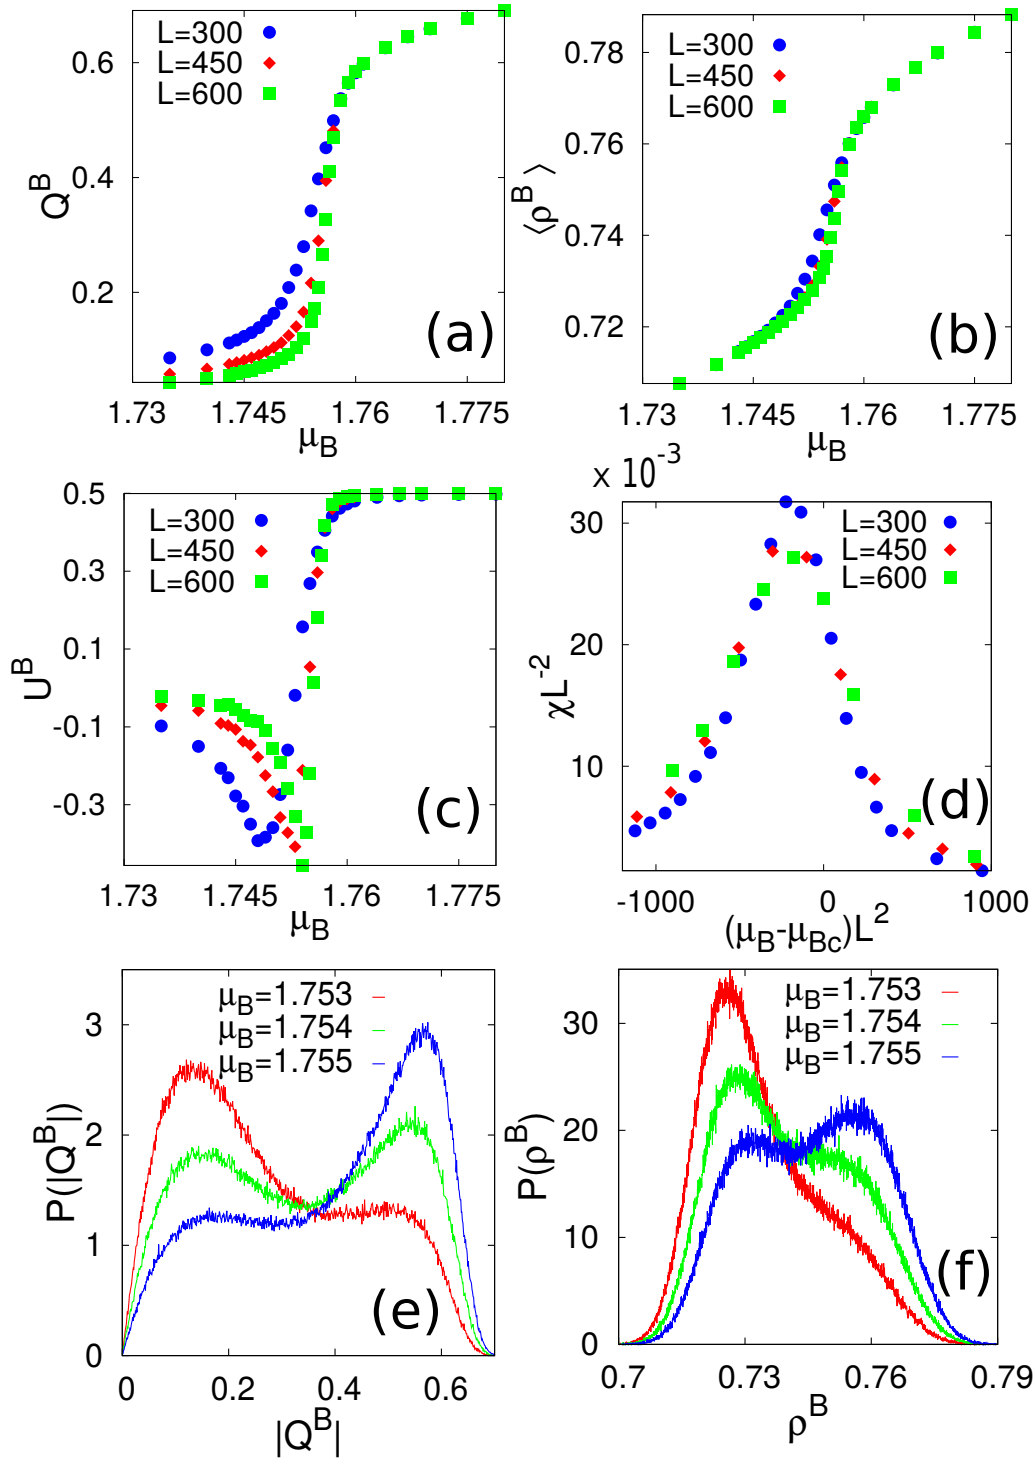 L=300
L=450
L=600
0.6
0.4
0.2
Q^B
(a)
1.73 1.745 1.76 1.775
μ_B
L=300
L=450
L=600
0.78
0.76
0.74
0.72
⟨ρ^B⟩
(b)
1.73 1.745 1.76 1.775
μ_B
L=300
L=450
L=600
0.5
0.3
0.1
-0.1
-0.3
U^B
(c)
1.73 1.745 1.76 1.775
μ_B
x 10^-3
L=300
L=450
L=600
30
20
10
χL^-2
(d)
-1000 0 1000
(μ_B-μ_Bc)L^2
μ_B=1.753
μ_B=1.754
μ_B=1.755
3
2
1
0
P(|Q^B|)
(e)
0 0.2 0.4 0.6
|Q^B|
μ_B=1.753
μ_B=1.754
μ_B=1.755
30
20
10
0
P(ρ^B)
(f)
0.7 0.73 0.76 0.79
ρ^B